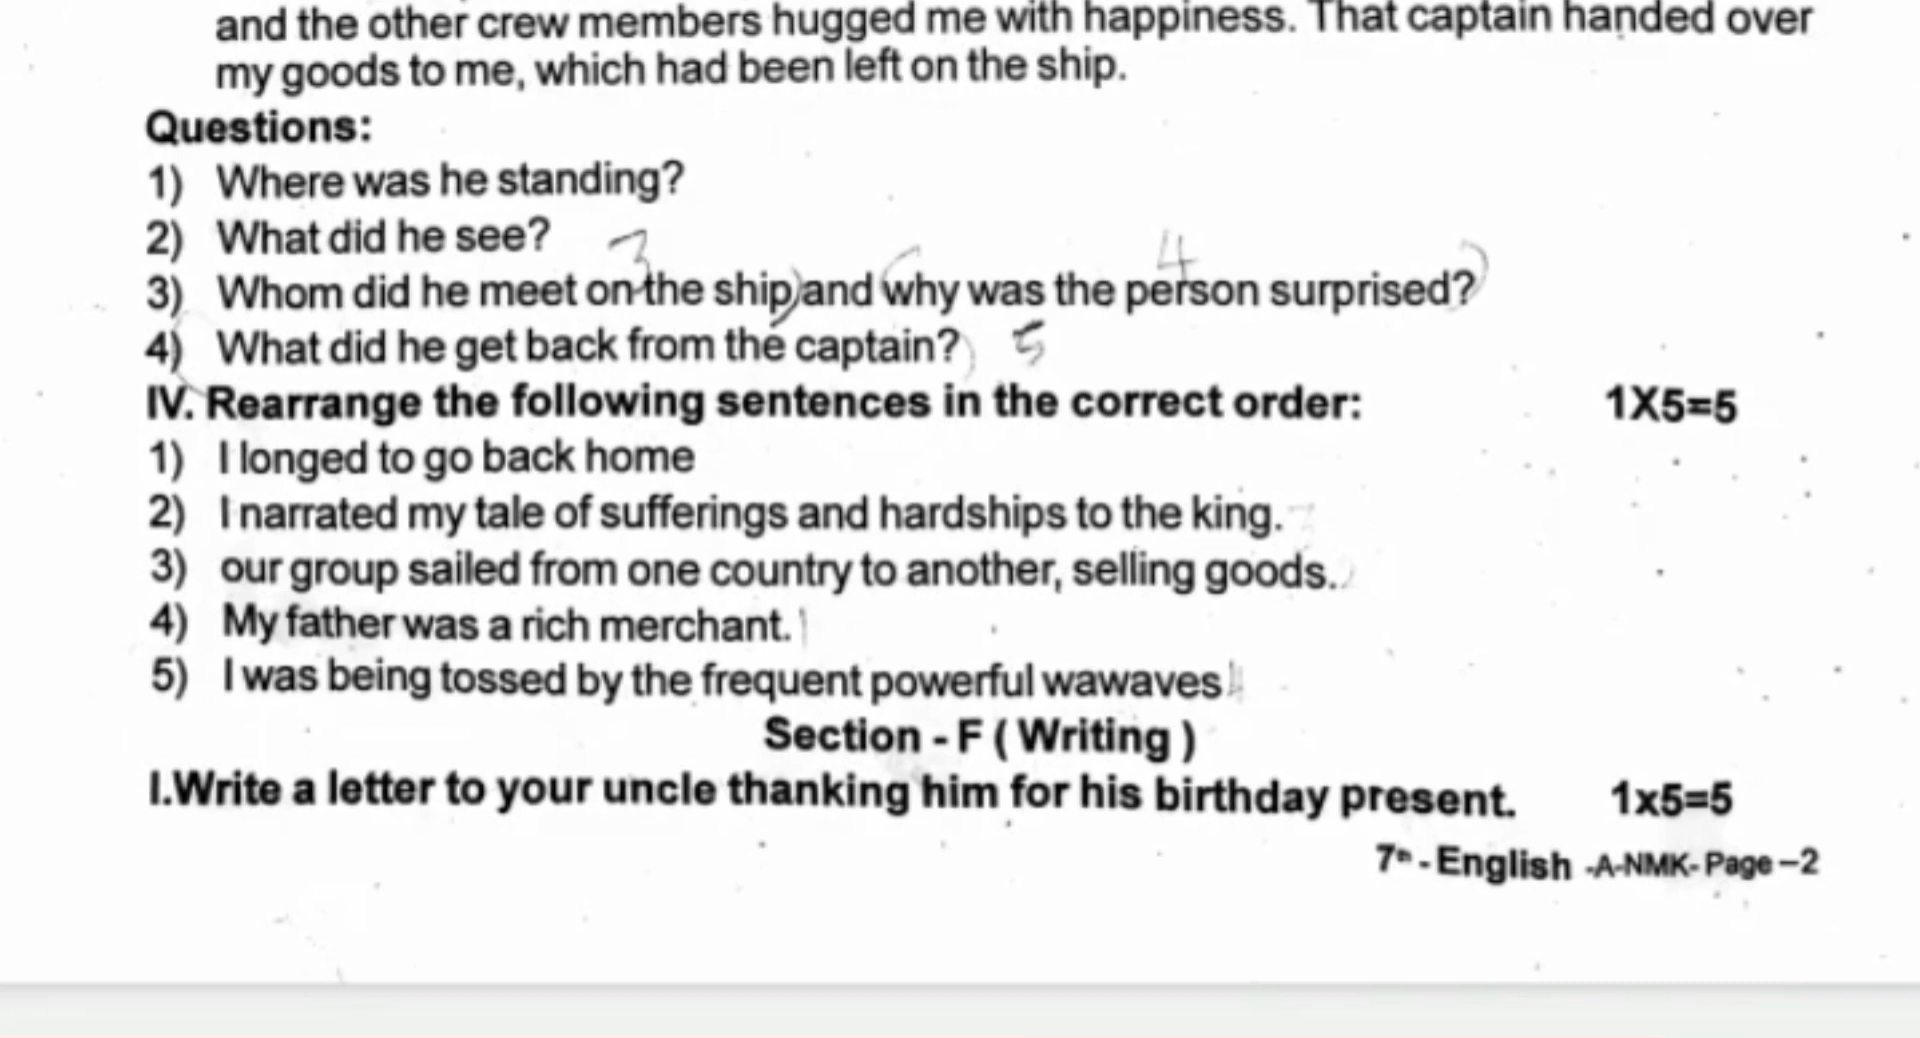 and the other crew members hugged me with happiness. That captain handed over
my goods to me, which had been left on the ship.
Questions:
1) Where was he standing?
2) What did he see?
3 4
3) Whom did he meet on the ship) and (why was the person surprised?)
4) What did he get back from the captain?) 5
IV. Rearrange the following sentences in the correct order: 1X5=5
1) I longed to go back home
2) I narrated my tale of sufferings and hardships to the king.
3) our group sailed from one country to another, selling goods.
4) My father was a rich merchant. 1
5) I was being tossed by the frequent powerful wawaves
Section - F ( Writing )
I.Write a letter to your uncle thanking him for his birthday present. 1x5=5
7th - English -A-NMK- Page -2